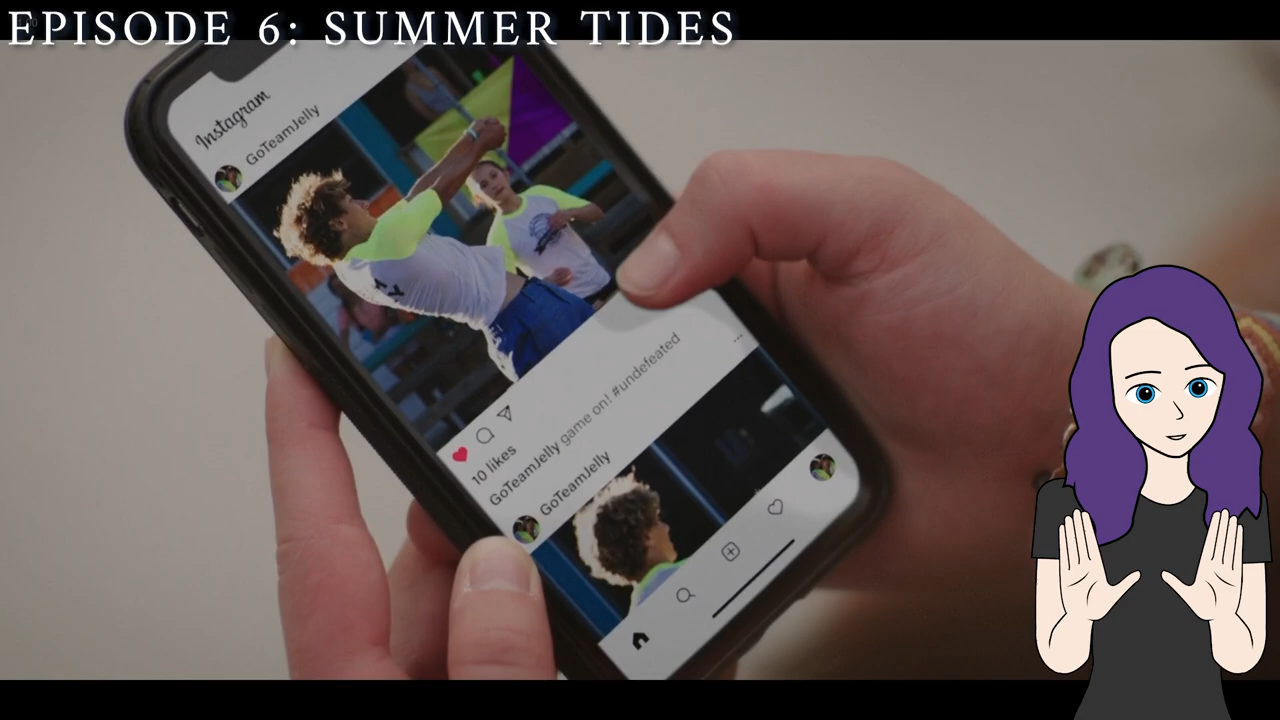 EPISODE 6: SUMMER TIDES
Instagram
GoTeamJelly
10 likes
GoTeamJelly game on! #undefeated
GoTeamJelly